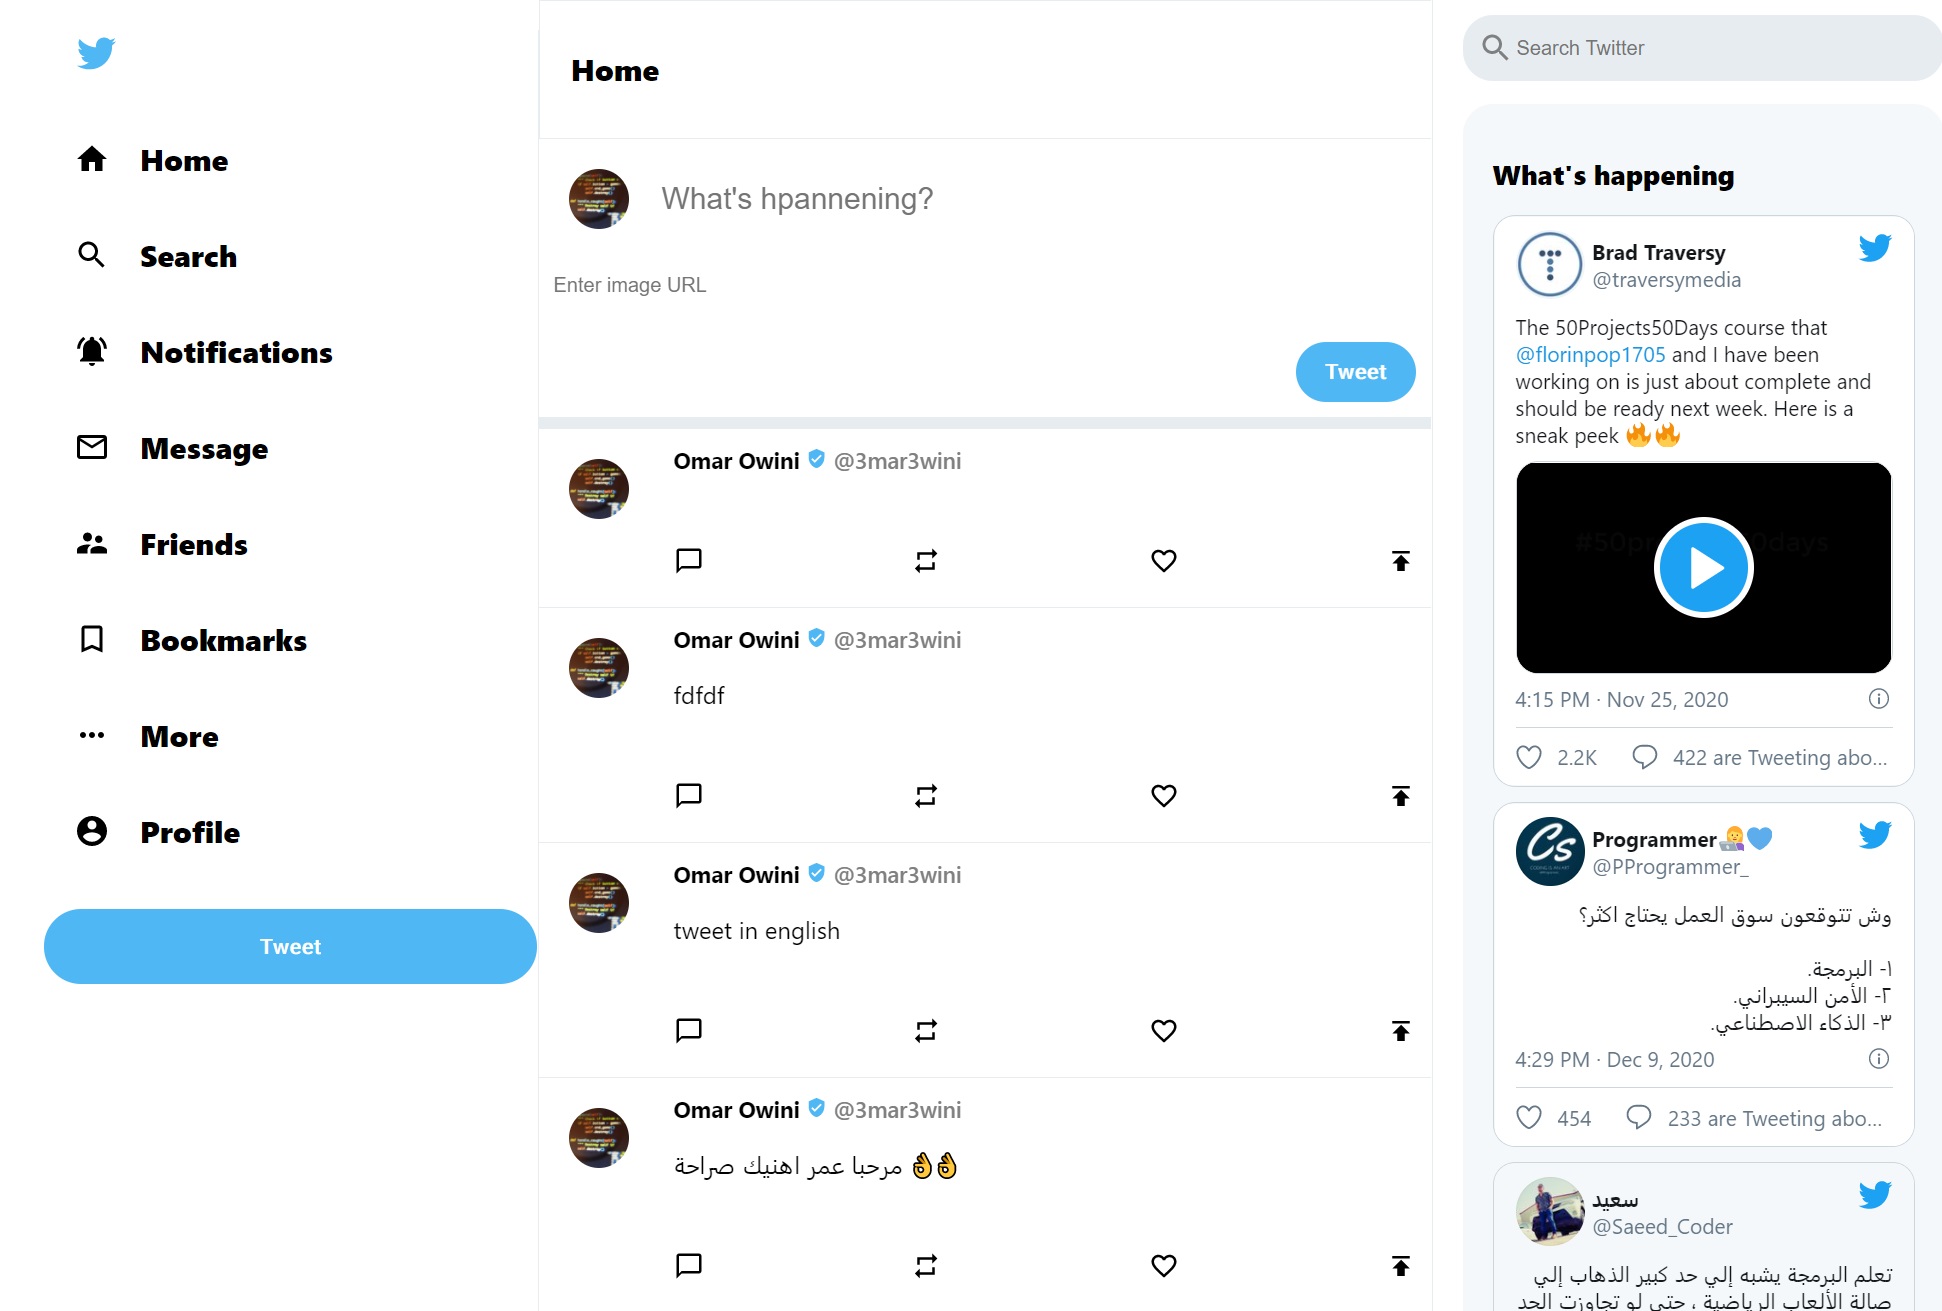 Home
Search
Notifications
Message
Friends
Bookmarks
More
Profile
Tweet
Home
What's hpannening?
Enter image URL
Tweet
Omar Owini @3mar3wini
Omar Owini @3mar3wini
fdfdf
Omar Owini @3mar3wini
tweet in english
Omar Owini @3mar3wini
مرحبا عمر اهنيك صراحة 👌👌
Search Twitter
What's happening
Brad Traversy
@traversymedia
The 50Projects50Days course that
@florinpop1705 and I have been
working on is just about complete and
should be ready next week. Here is a
sneak peek 🔥🔥
4:15 PM · Nov 25, 2020
2.2K 422 are Tweeting abo...
Programmer👩‍💻💙
@PProgrammer_
Cs
وش تتوقعون سوق العمل يحتاج اكثر؟
١- البرمجة.
٢- الأمن السيبراني.
٣- الذكاء الاصطناعي.
4:29 PM · Dec 9, 2020
454 233 are Tweeting abo...
سعيد
@Saeed_Coder
تعلم البرمجة يشبه إلي حد كبير الذهاب إلي
صالة الألعاب الرياضية ، حتى لو تجاوزت الحد